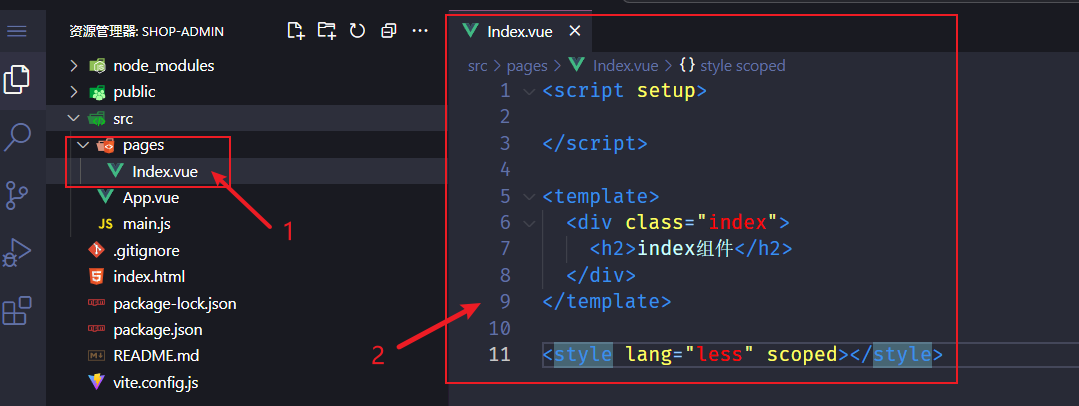 资源管理器: SHOP-ADMIN
node_modules
public
src
pages
Index.vue
App.vue
JS main.js
.gitignore
index.html
package-lock.json
package.json
README.md
vite.config.js
1
Index.vue
src > pages > Index.vue > {} style scoped
1 <script setup>
2
3 </script>
4
5 <template>
6 <div class="index">
7 <h2>index组件</h2>
8 </div>
9 </template>
10
11 <style lang="less" scoped></style>
2